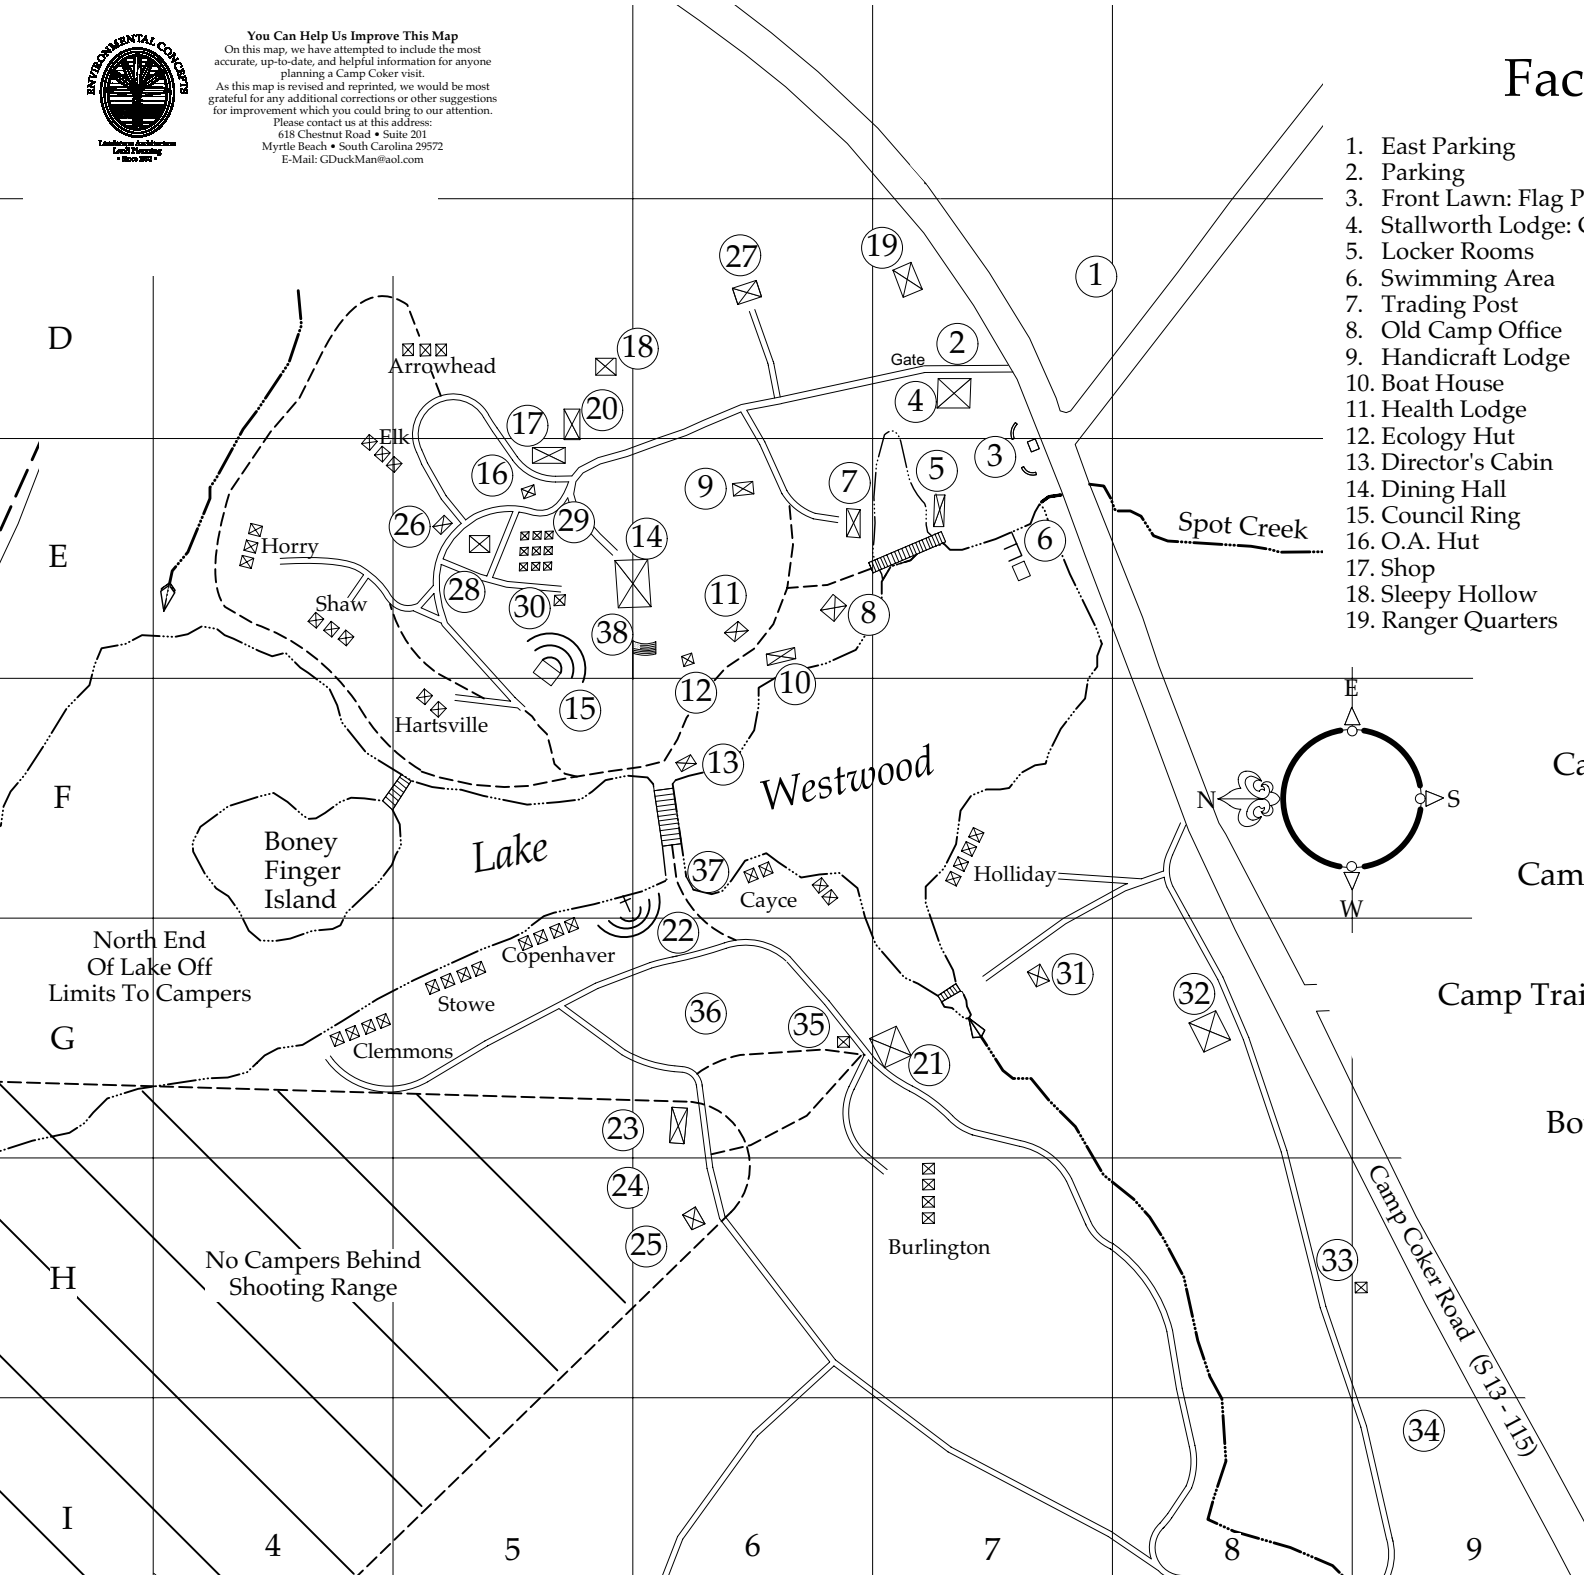 ENVIRONMENTAL CONCEPTS
Landscape Architecture
Land Planning
You Can Help Us Improve This Map
On this map, we have attempted to include the most
accurate, up-to-date, and helpful information for anyone
planning a Camp Coker visit.
As this map is revised and reprinted, we would be most
grateful for any additional corrections or other suggestions
for improvement which you could bring to our attention.
Please contact us at this address:
618 Chestnut Road • Suite 201
Myrtle Beach • South Carolina 29572
E-Mail: GDuckMan@aol.com
Fac
1. East Parking
2. Parking
3. Front Lawn: Flag P
4. Stallworth Lodge: C
5. Locker Rooms
6. Swimming Area
7. Trading Post
8. Old Camp Office
9. Handicraft Lodge
10. Boat House
11. Health Lodge
12. Ecology Hut
13. Director's Cabin
14. Dining Hall
15. Council Ring
16. O.A. Hut
17. Shop
18. Sleepy Hollow
19. Ranger Quarters
27
19
1
D
18
2
Gate
Arrowhead
4
20
17
Elk
3
16
9
7
5
26
29
14
6
Spot Creek
Horry
E
28
30
11
8
Shaw
38
12
10
15
Hartsville
E
13
Westwood
F
N
S
W
Ca
Boney
Finger
Island
Lake
37
Cayce
Holliday
Cam
22
Copenhaver
North End
Of Lake Off
Limits To Campers
Stowe
31
32
Camp Trai
36
35
G
Clemmons
21
23
Bo
24
25
Burlington
No Campers Behind
Shooting Range
H
33
Camp Coker Road (S 13 - 115)
34
I
4
5
6
7
8
9